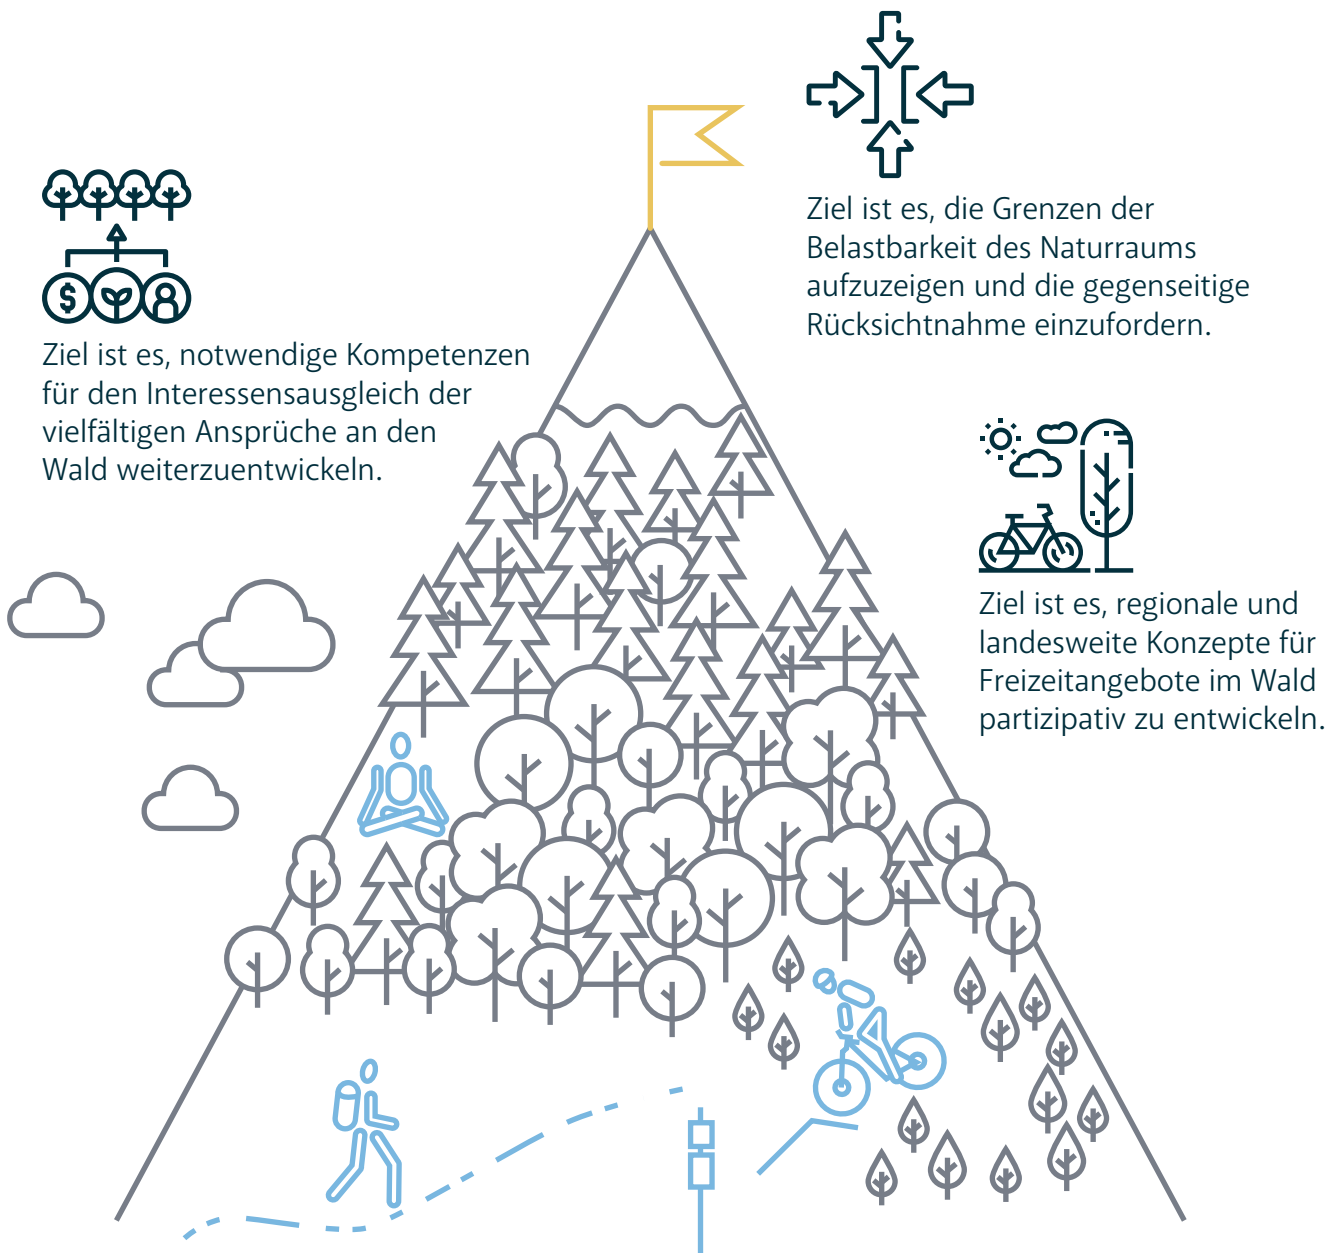 Ziel ist es, die Grenzen der
Belastbarkeit des Naturraums
aufzuzeigen und die gegenseitige
Rücksichtnahme einzufordern.
Ziel ist es, notwendige Kompetenzen
für den Interessensausgleich der
vielfältigen Ansprüche an den
Wald weiterzuentwickeln.
Ziel ist es, regionale und
landesweite Konzepte für
Freizeitangebote im Wald
partizipativ zu entwickeln.